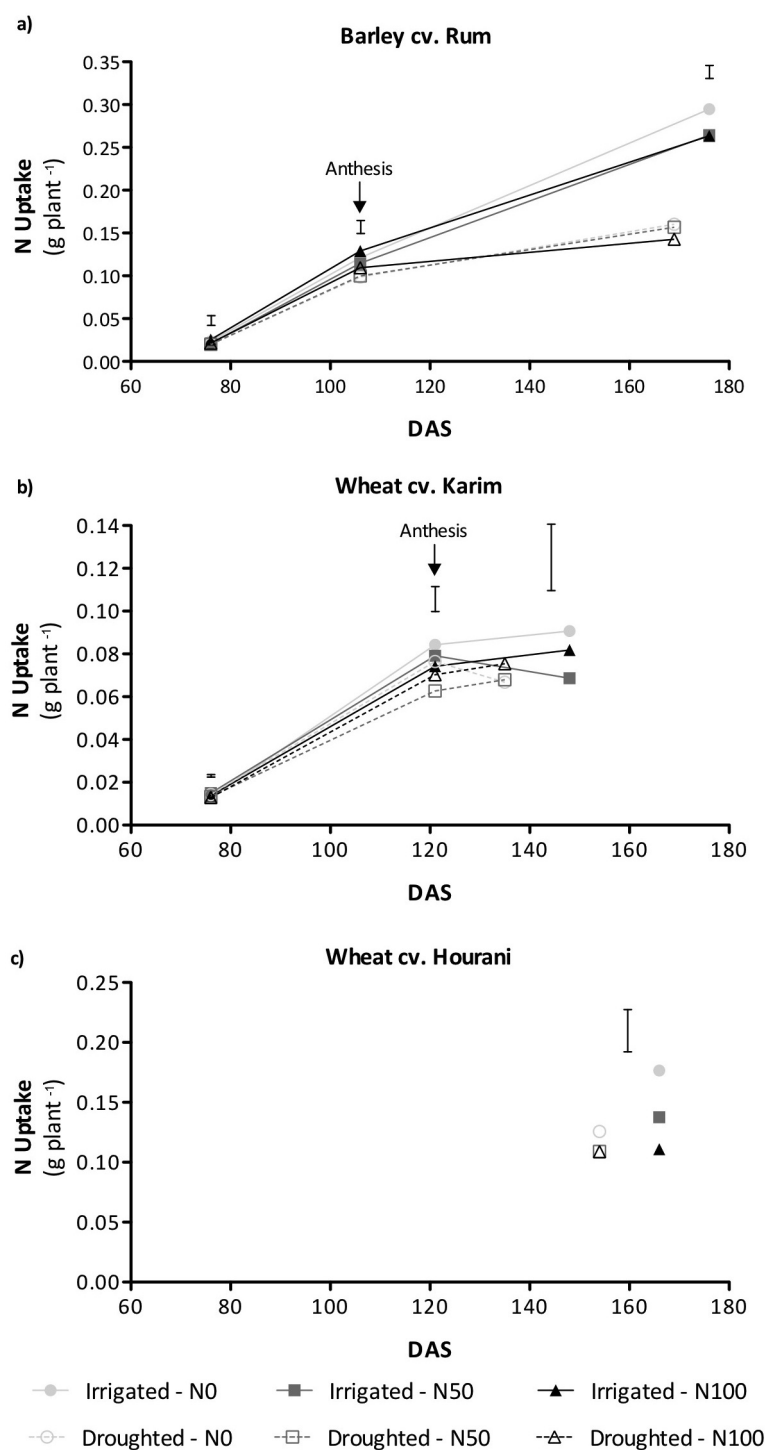 a)
Barley cv. Rum
0.35
0.30
0.25
0.20
0.15
0.10
0.05
0.00
N Uptake
(g plant -1)
Anthesis
60 80 100 120 140 160 180
DAS
b)
Wheat cv. Karim
0.14
0.12
0.10
0.08
0.06
0.04
0.02
0.00
N Uptake
(g plant -1)
Anthesis
60 80 100 120 140 160 180
DAS
c)
Wheat cv. Hourani
0.25
0.20
0.15
0.10
0.05
0.00
N Uptake
(g plant -1)
60 80 100 120 140 160 180
DAS
Irrigated - N0 Irrigated - N50 Irrigated - N100
Droughted - N0 Droughted - N50 Droughted - N100